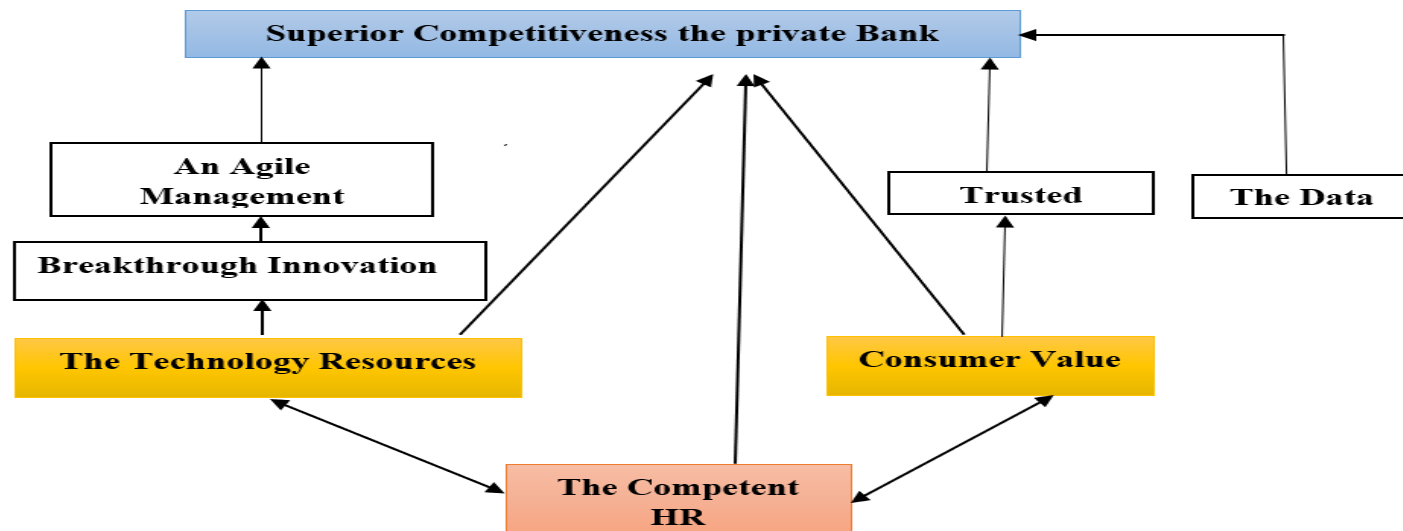 Superior Competitiveness the private Bank
An Agile
Management
Trusted
The Data
Breakthrough Innovation
The Technology Resources
Consumer Value
The Competent
HR